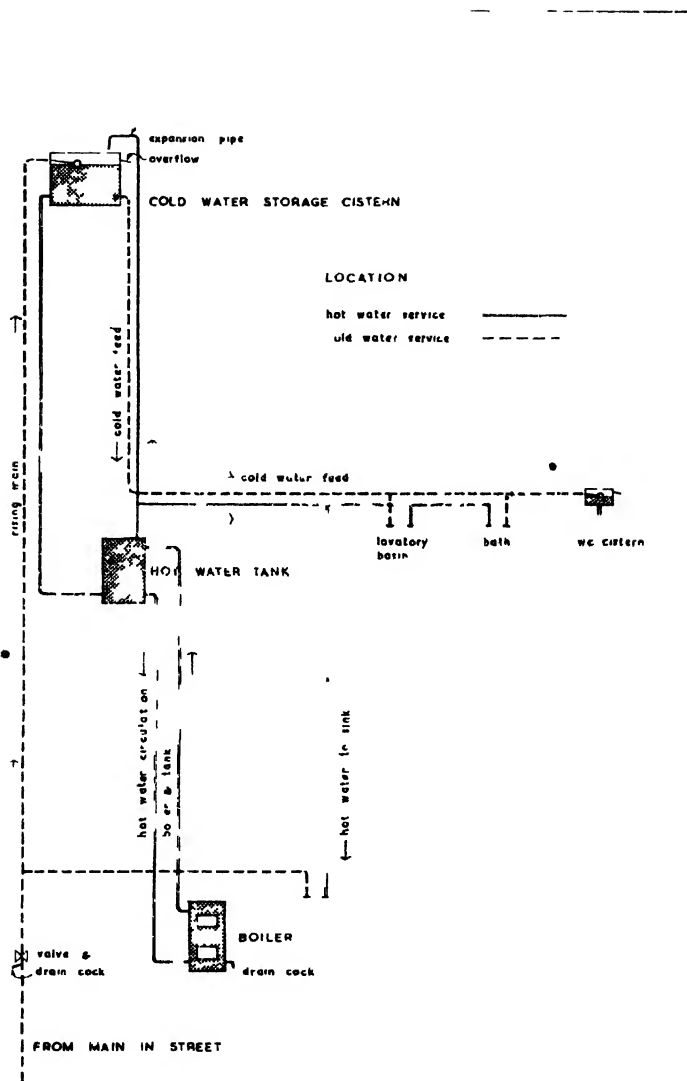 expansion pipe
overflow
COLD WATER STORAGE CISTERN
LOCATION
hot water service
uld water service
cold water feed
rising main
cold water feed
lavatory
basin
bath
wc cistern
HOT WATER TANK
hot water circulation
boiler & tank
hot water to sink
BOILER
valve &
drain cock
drain cock
FROM MAIN IN STREET